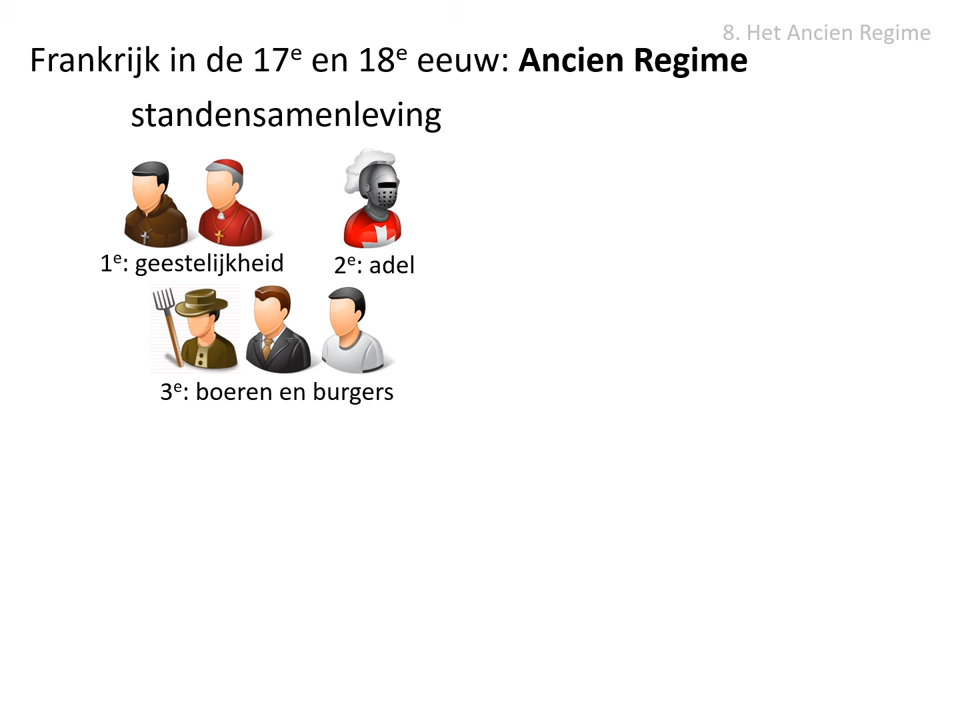 8. Het Ancien Regime
Frankrijk in de 17e en 18e eeuw: Ancien Regime
standensamenleving
1e: geestelijkheid
2e: adel
3e: boeren en burgers